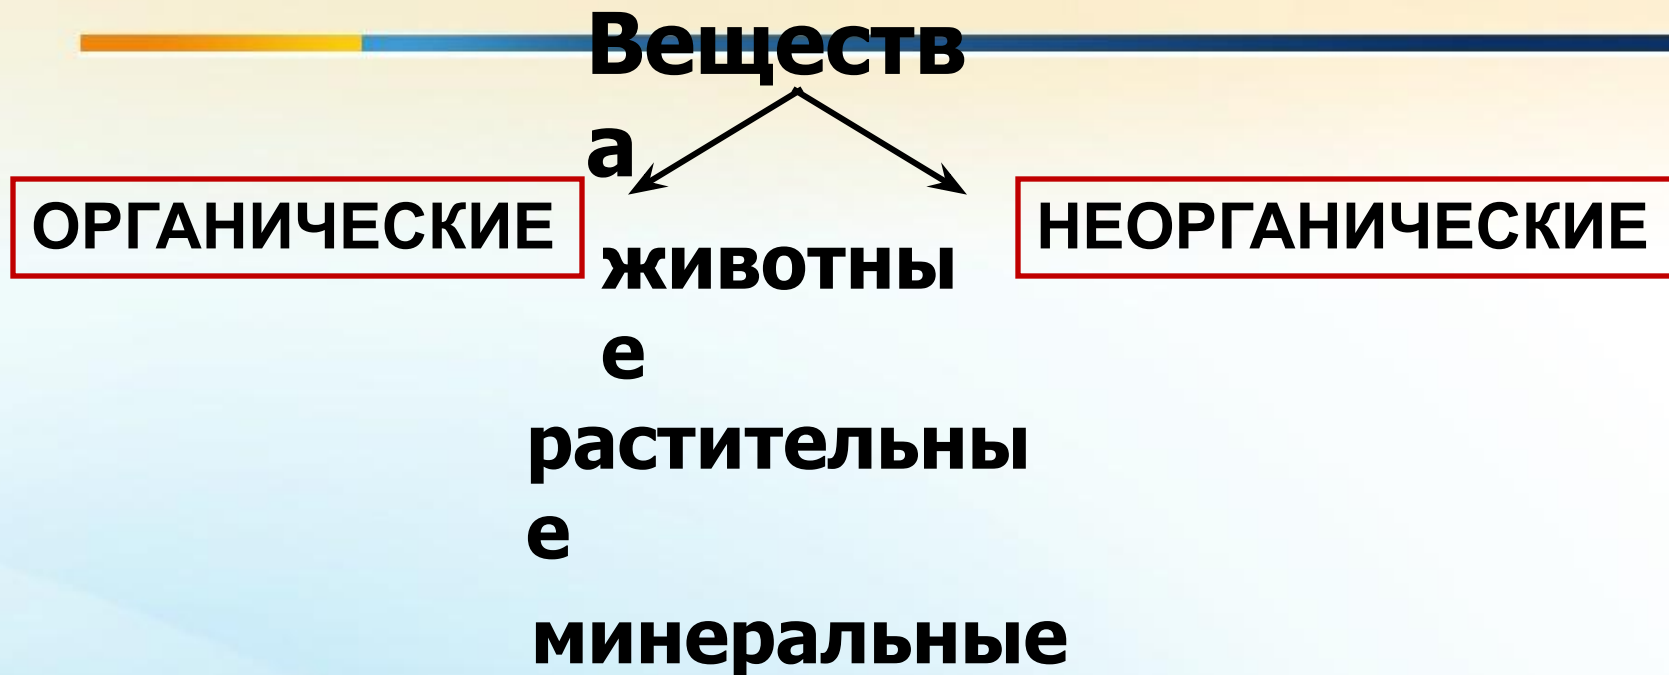 Веществ
а
ОРГАНИЧЕСКИЕ
НЕОРГАНИЧЕСКИЕ
животны
е
растительны
е
минеральные